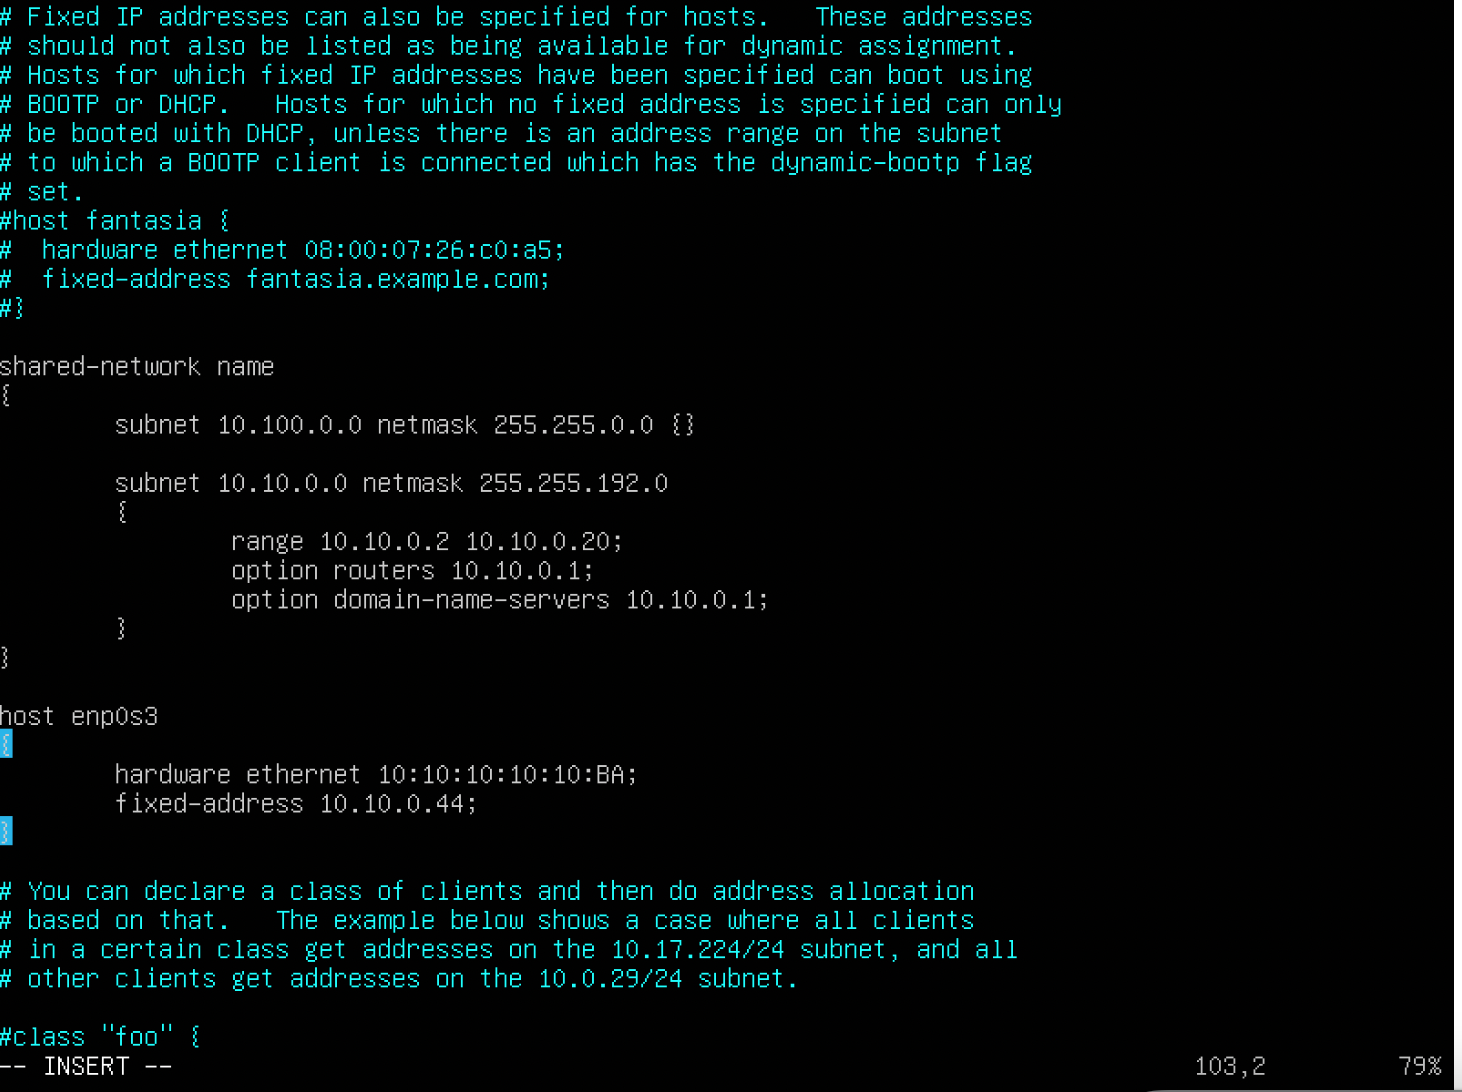 # Fixed IP addresses can also be specified for hosts.   These addresses
# should not also be listed as being available for dynamic assignment.
# Hosts for which fixed IP addresses have been specified can boot using
# BOOTP or DHCP.   Hosts for which no fixed address is specified can only
# be booted with DHCP, unless there is an address range on the subnet
# to which a BOOTP client is connected which has the dynamic-bootp flag
# set.
#host fantasia {
#  hardware ethernet 08:00:07:26:c0:a5;
#  fixed-address fantasia.example.com;
#}
shared-network name
{
        subnet 10.100.0.0 netmask 255.255.0.0 {}
        subnet 10.10.0.0 netmask 255.255.192.0
        {
                range 10.10.0.2 10.10.0.20;
                option routers 10.10.0.1;
                option domain-name-servers 10.10.0.1;
        }
}
host enp0s3
{
        hardware ethernet 10:10:10:10:10:BA;
        fixed-address 10.10.0.44;
}
# You can declare a class of clients and then do address allocation
# based on that.   The example below shows a case where all clients
# in a certain class get addresses on the 10.17.224/24 subnet, and all
# other clients get addresses on the 10.0.29/24 subnet.
#class "foo" {
-- INSERT --                                                                      103,2         79%